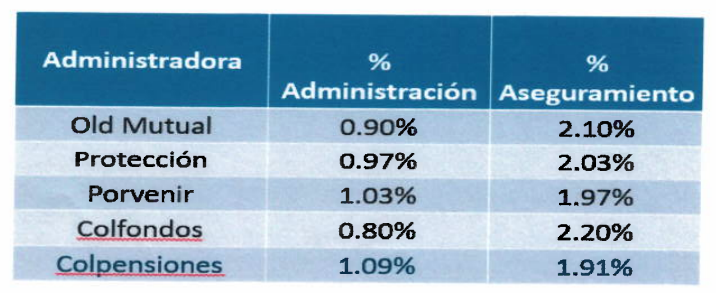 Administradora % Administración % Aseguramiento
Old Mutual 0.90% 2.10%
Protección 0.97% 2.03%
Porvenir 1.03% 1.97%
Colfondos 0.80% 2.20%
Colpensiones 1.09% 1.91%